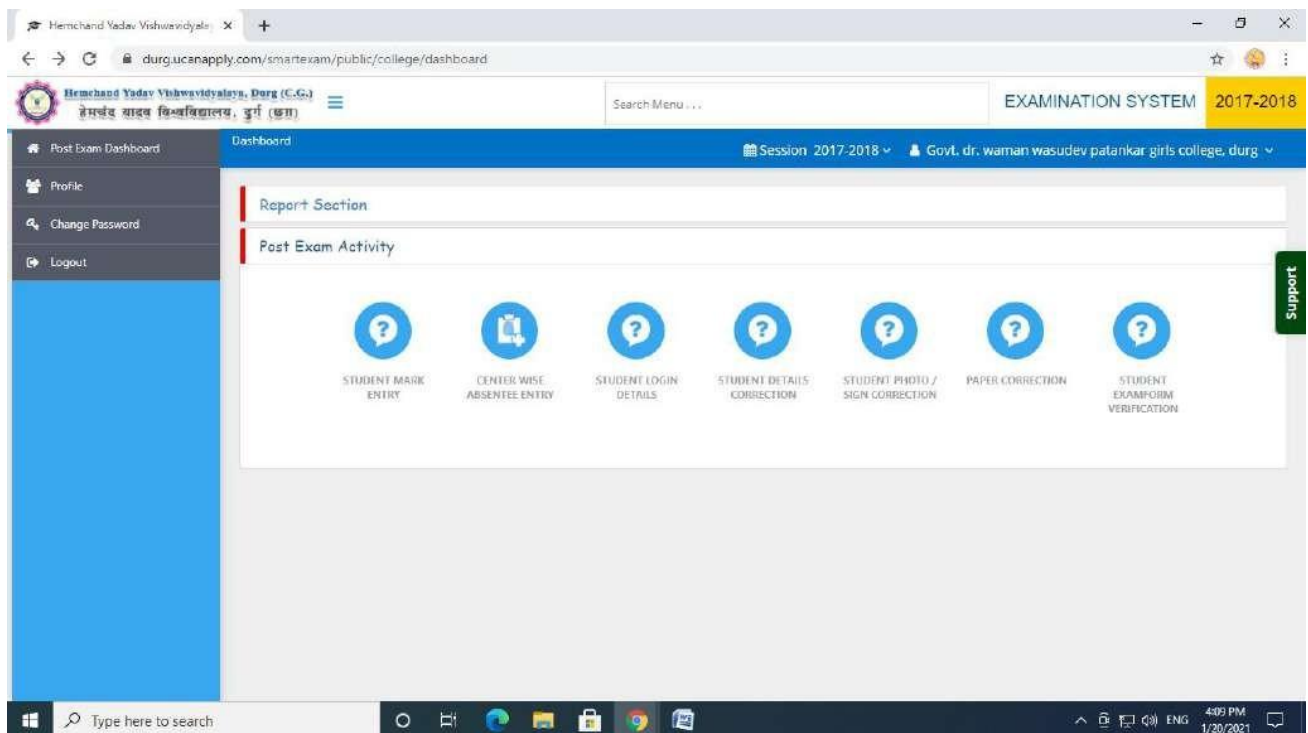 Hemchand Yadav Vishwavidyala
durg.ucanapply.com/smartexam/public/college/dashboard
Hemchand Yadav Vishwavidyalaya, Durg (C.G.)
हेमचंद यादव विश्वविद्यालय, दुर्ग (छग)
Search Menu . . .
EXAMINATION SYSTEM 2017-2018
Post Exam Dashboard
Dashboard
Session 2017-2018
Govt. dr. waman wasudev patankar girls college, durg
Profile
Change Password
Logout
Report Section
Post Exam Activity
Support
STUDENT MARK
ENTRY
CENTER WISE
ABSENTEE ENTRY
STUDENT LOGIN
DETAILS
STUDENT DETAILS
CORRECTION
STUDENT PHOTO /
SIGN CORRECTION
PAPER CORRECTION
STUDENT
EXAMFORM
VERIFICATION
Type here to search
ENG
4:09 PM
1/20/2021